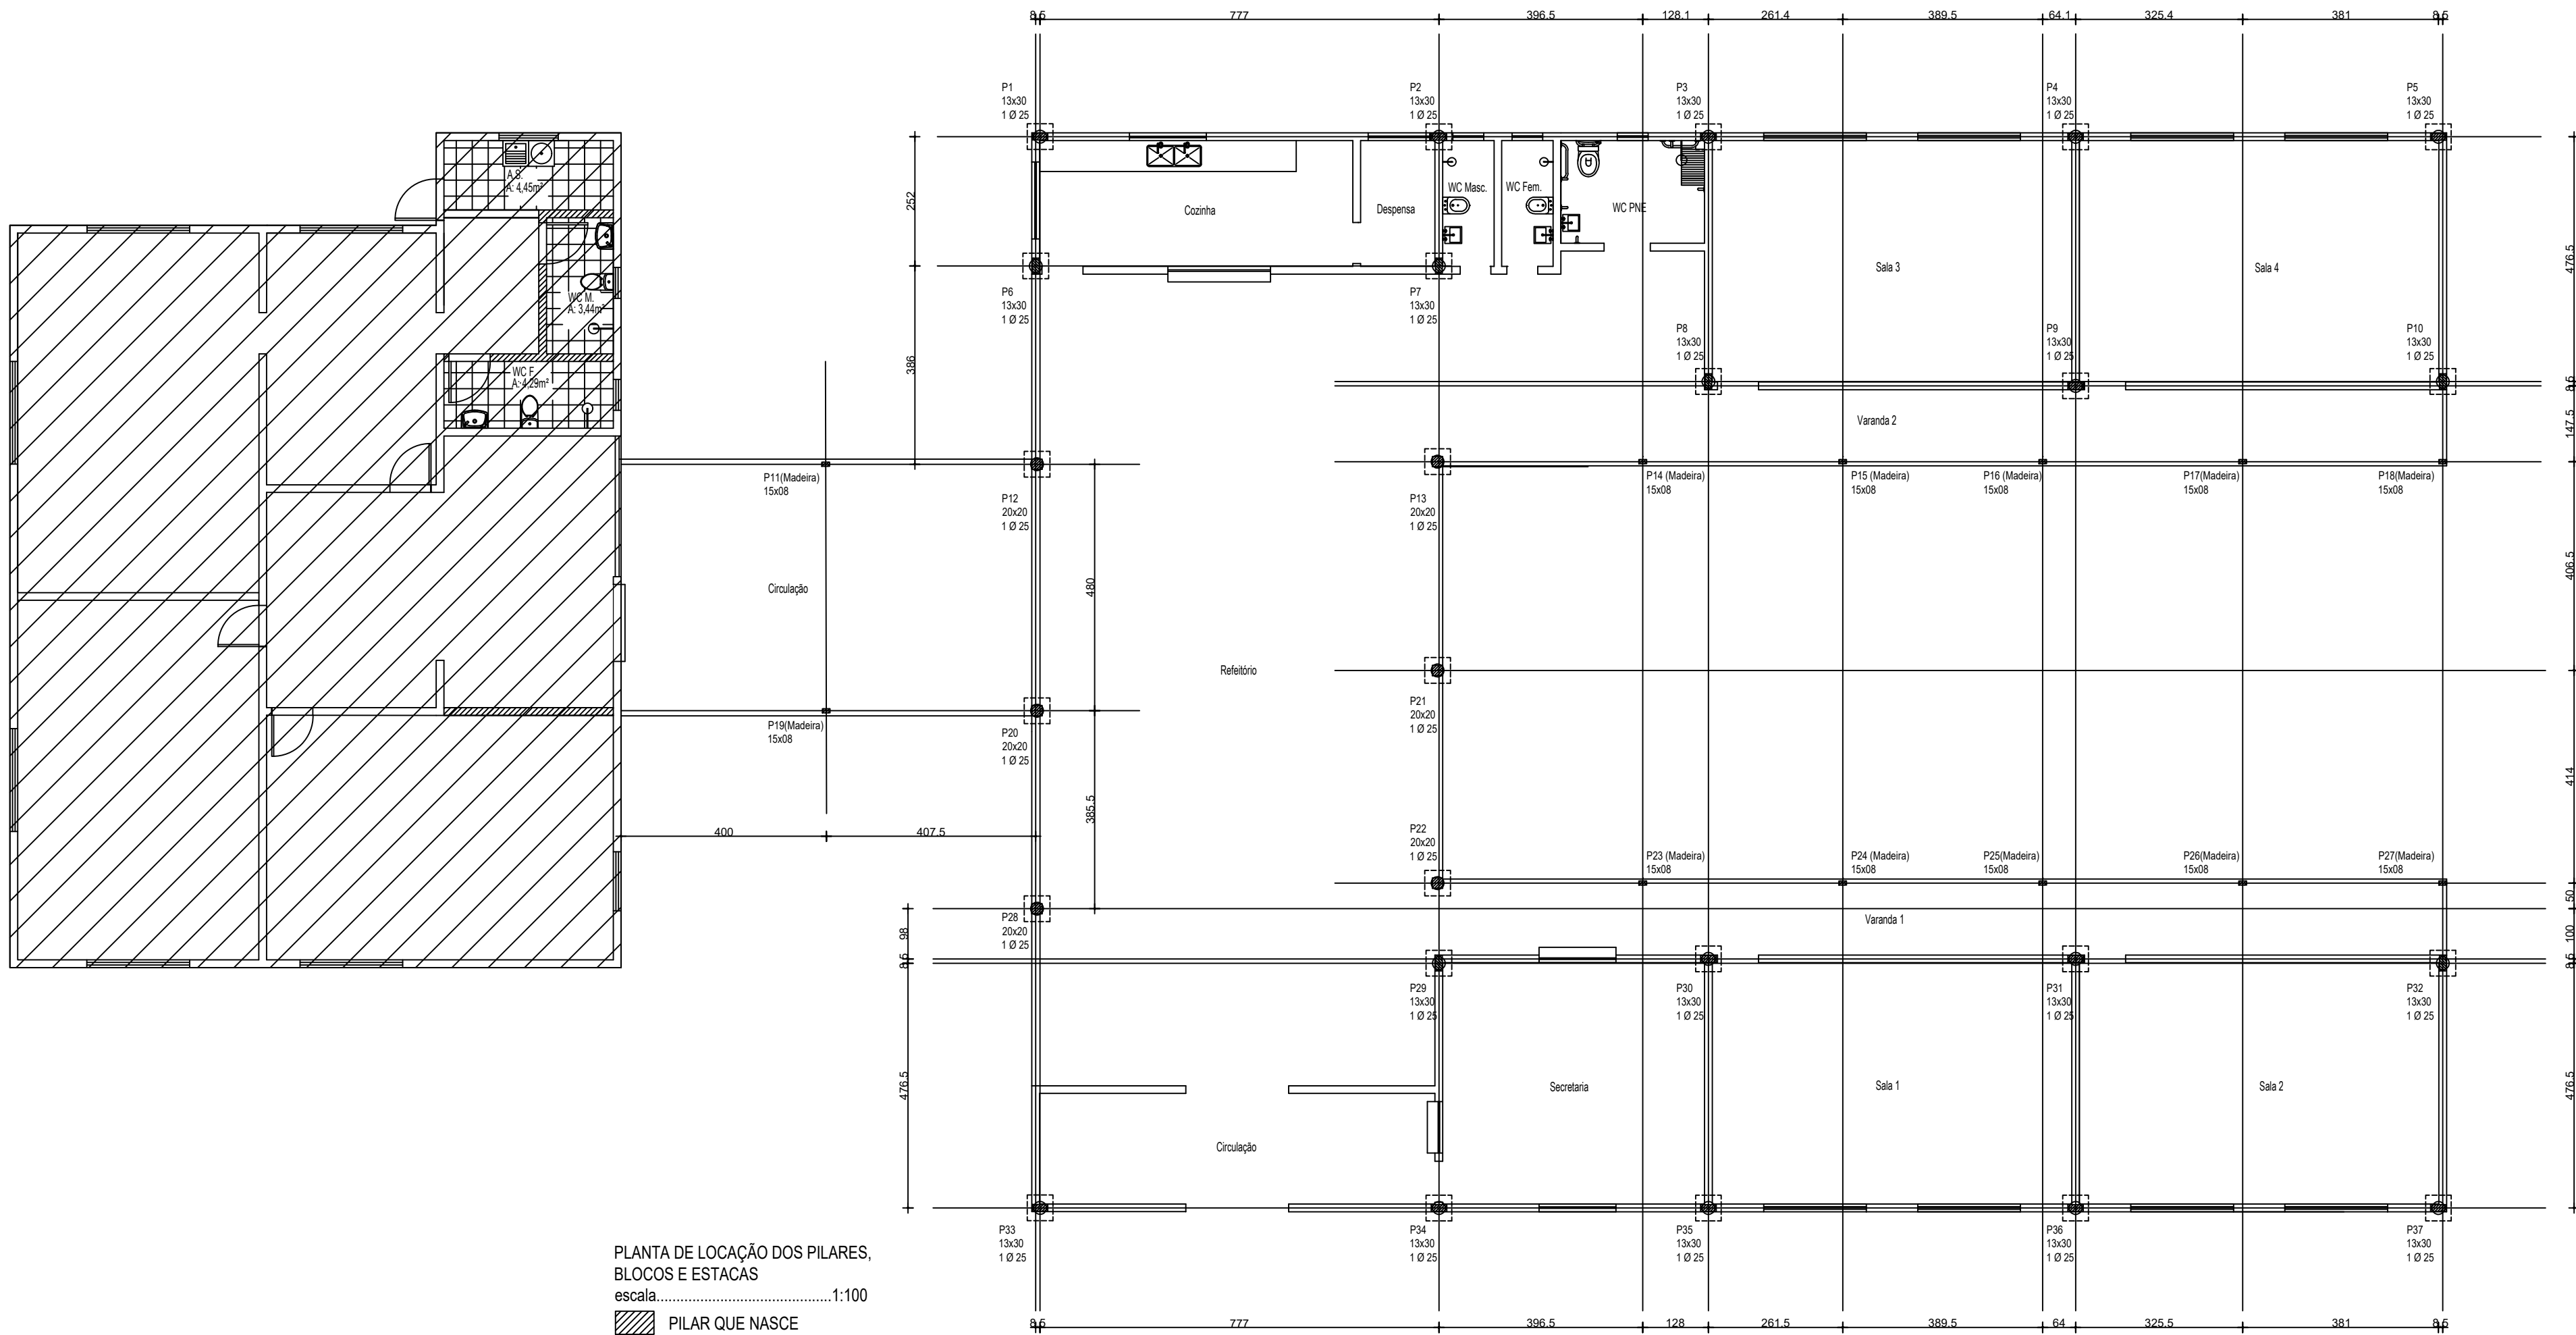 8.5 777 396.5 128.1 261.4 389.5 64.1 325.4 381 8.5
P1
13x30
1 Ø 25
P2
13x30
1 Ø 25
P3
13x30
1 Ø 25
P4
13x30
1 Ø 25
P5
13x30
1 Ø 25
A.S.
A: 4,45m²
WC M.
A: 3,44m²
WC F.
A: 4,29m²
252
386
Cozinha
Despensa
WC Masc.
WC Fem.
WC PNE
Sala 3
Sala 4
476.5
8.5
147.5
406.5
414
50
100
8.5
476.5
P6
13x30
1 Ø 25
P7
13x30
1 Ø 25
P8
13x30
1 Ø 25
P9
13x30
1 Ø 25
P10
13x30
1 Ø 25
Varanda 2
P11(Madeira)
15x08
P12
20x20
1 Ø 25
P13
20x20
1 Ø 25
P14 (Madeira)
15x08
P15 (Madeira)
15x08
P16 (Madeira)
15x08
P17(Madeira)
15x08
P18(Madeira)
15x08
Circulação
480
Refeitório
P19(Madeira)
15x08
P20
20x20
1 Ø 25
P21
20x20
1 Ø 25
385.5
400 407.5
P22
20x20
1 Ø 25
P23 (Madeira)
15x08
P24 (Madeira)
15x08
P25(Madeira)
15x08
P26(Madeira)
15x08
P27(Madeira)
15x08
P28
20x20
1 Ø 25
Varanda 1
98
8.5
476.5
P29
13x30
1 Ø 25
P30
13x30
1 Ø 25
P31
13x30
1 Ø 25
P32
13x30
1 Ø 25
Secretaria
Sala 1
Sala 2
Circulação
P33
13x30
1 Ø 25
P34
13x30
1 Ø 25
P35
13x30
1 Ø 25
P36
13x30
1 Ø 25
P37
13x30
1 Ø 25
PLANTA DE LOCAÇÃO DOS PILARES,
BLOCOS E ESTACAS
escala............................................1:100
PILAR QUE NASCE
8.5 777 396.5 128 261.5 389.5 64 325.5 381 8.5